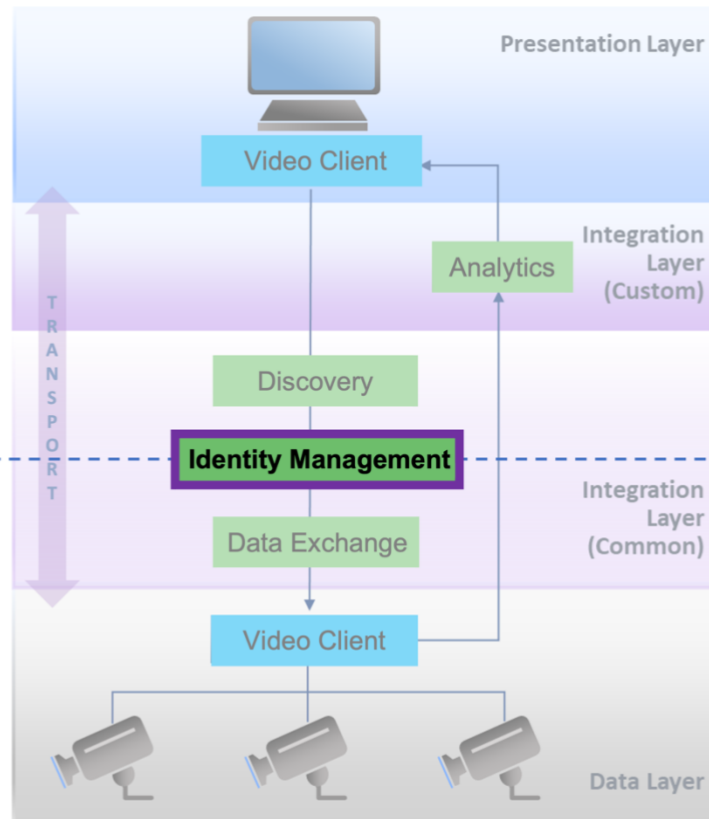 Presentation Layer
Video Client
Integration
Layer
(Custom)
Analytics
TRANSPORT
Discovery
Identity Management
Integration
Layer
(Common)
Data Exchange
Video Client
Data Layer